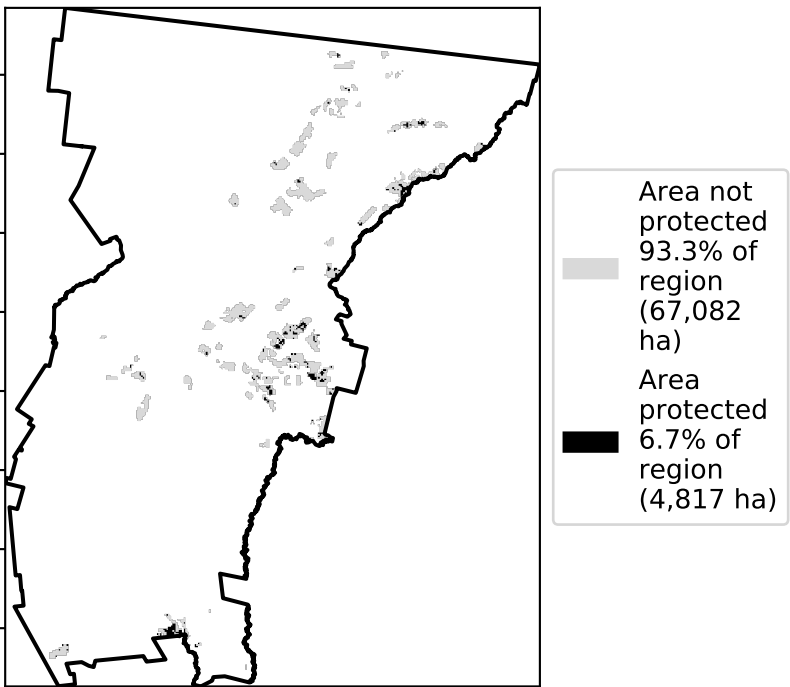 Area not
protected
93.3% of
region
(67,082
ha)
Area
protected
6.7% of
region
(4,817 ha)